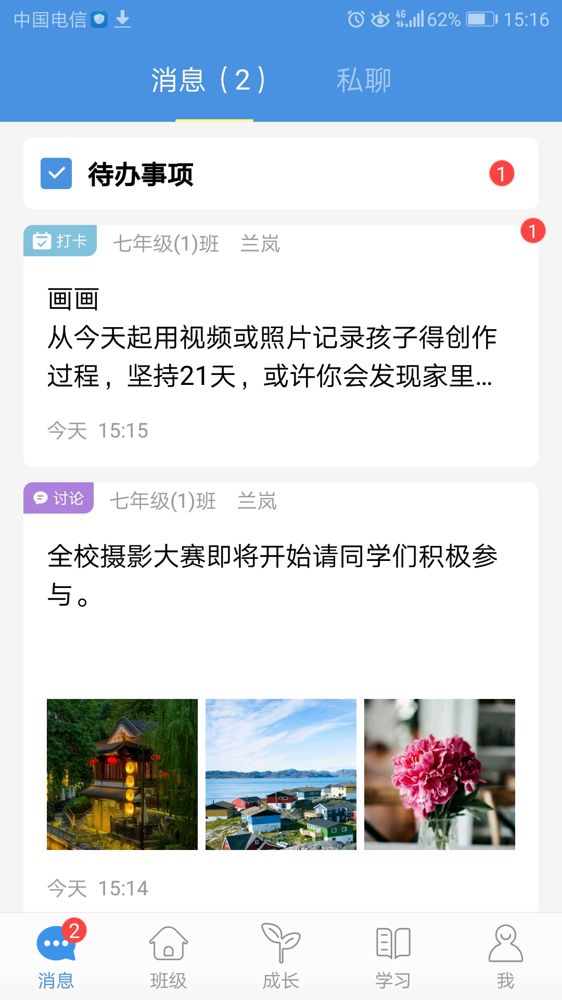 中国电信 4G 62% 15:16
消息（2） 私聊
待办事项 1
打卡 七年级(1)班 兰岚 1
画画
从今天起用视频或照片记录孩子得创作
过程，坚持21天，或许你会发现家里...
今天 15:15
讨论 七年级(1)班 兰岚
全校摄影大赛即将开始请同学们积极参
与。
今天 15:14
2
消息 班级 成长 学习 我